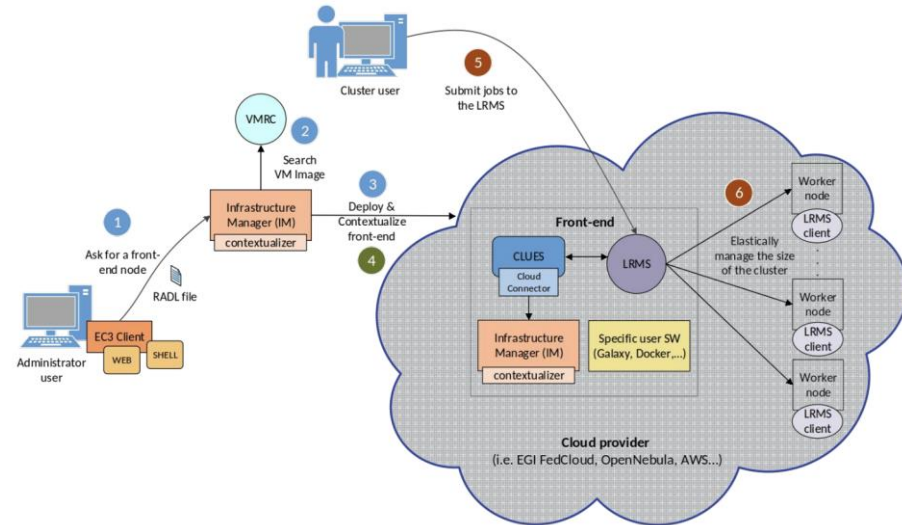 5
Cluster user
Submit jobs to
the LRMS
VMRC
2
Search
VM Image
3
Deploy &
Contextualize
front-end
4
Infrastructure
Manager (IM)
contextualizer
1
Ask for a front-
end node
RADL file
EC3 Client
WEB
SHELL
Administrator
user
Front-end
CLUES
Cloud
Connector
LRMS
Infrastructure
Manager (IM)
contextualizer
Specific user SW
(Galaxy, Docker,...)
6
Elastically
manage the size
of the cluster
Worker
node
LRMS
client
Worker
node
LRMS
client
Worker
node
LRMS
client
Cloud provider
(i.e. EGI FedCloud, OpenNebula, AWS...)